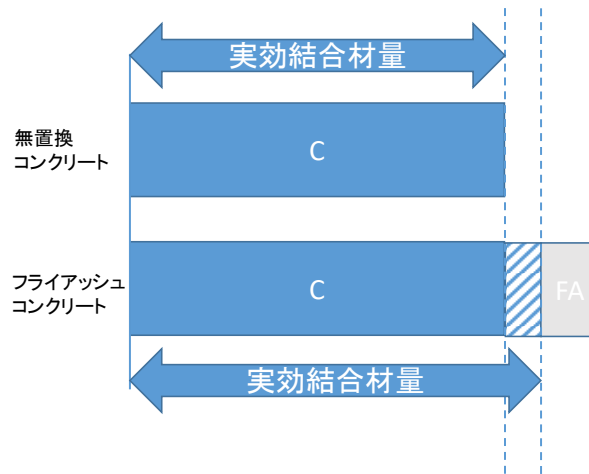 実効結合材量
無置換
コンクリート
C
フライアッシュ
コンクリート
C
FA
実効結合材量